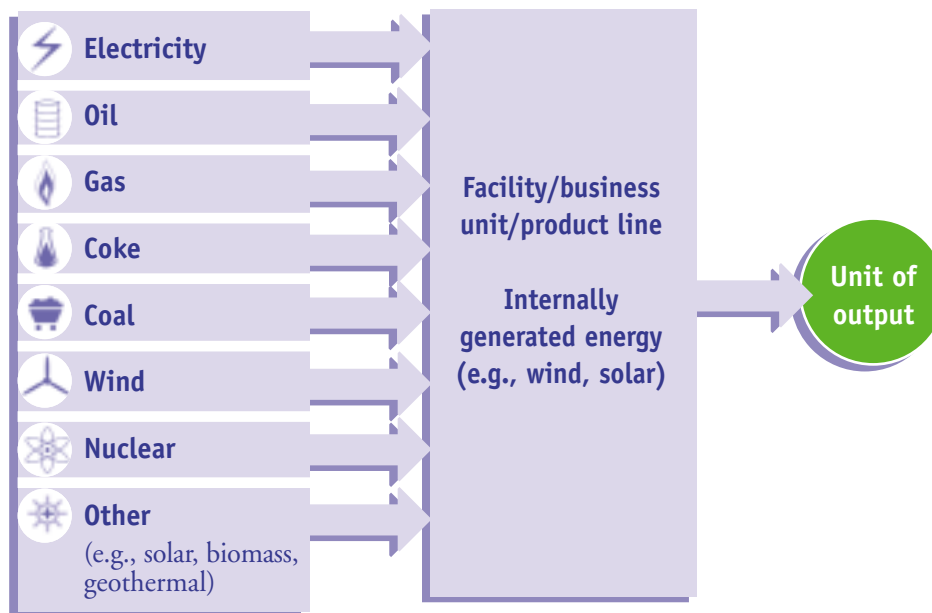 Electricity
Oil
Gas
Coke
Coal
Wind
Nuclear
Other
(e.g., solar, biomass,
geothermal)
Facility/business
unit/product line
Internally
generated energy
(e.g., wind, solar)
Unit of
output